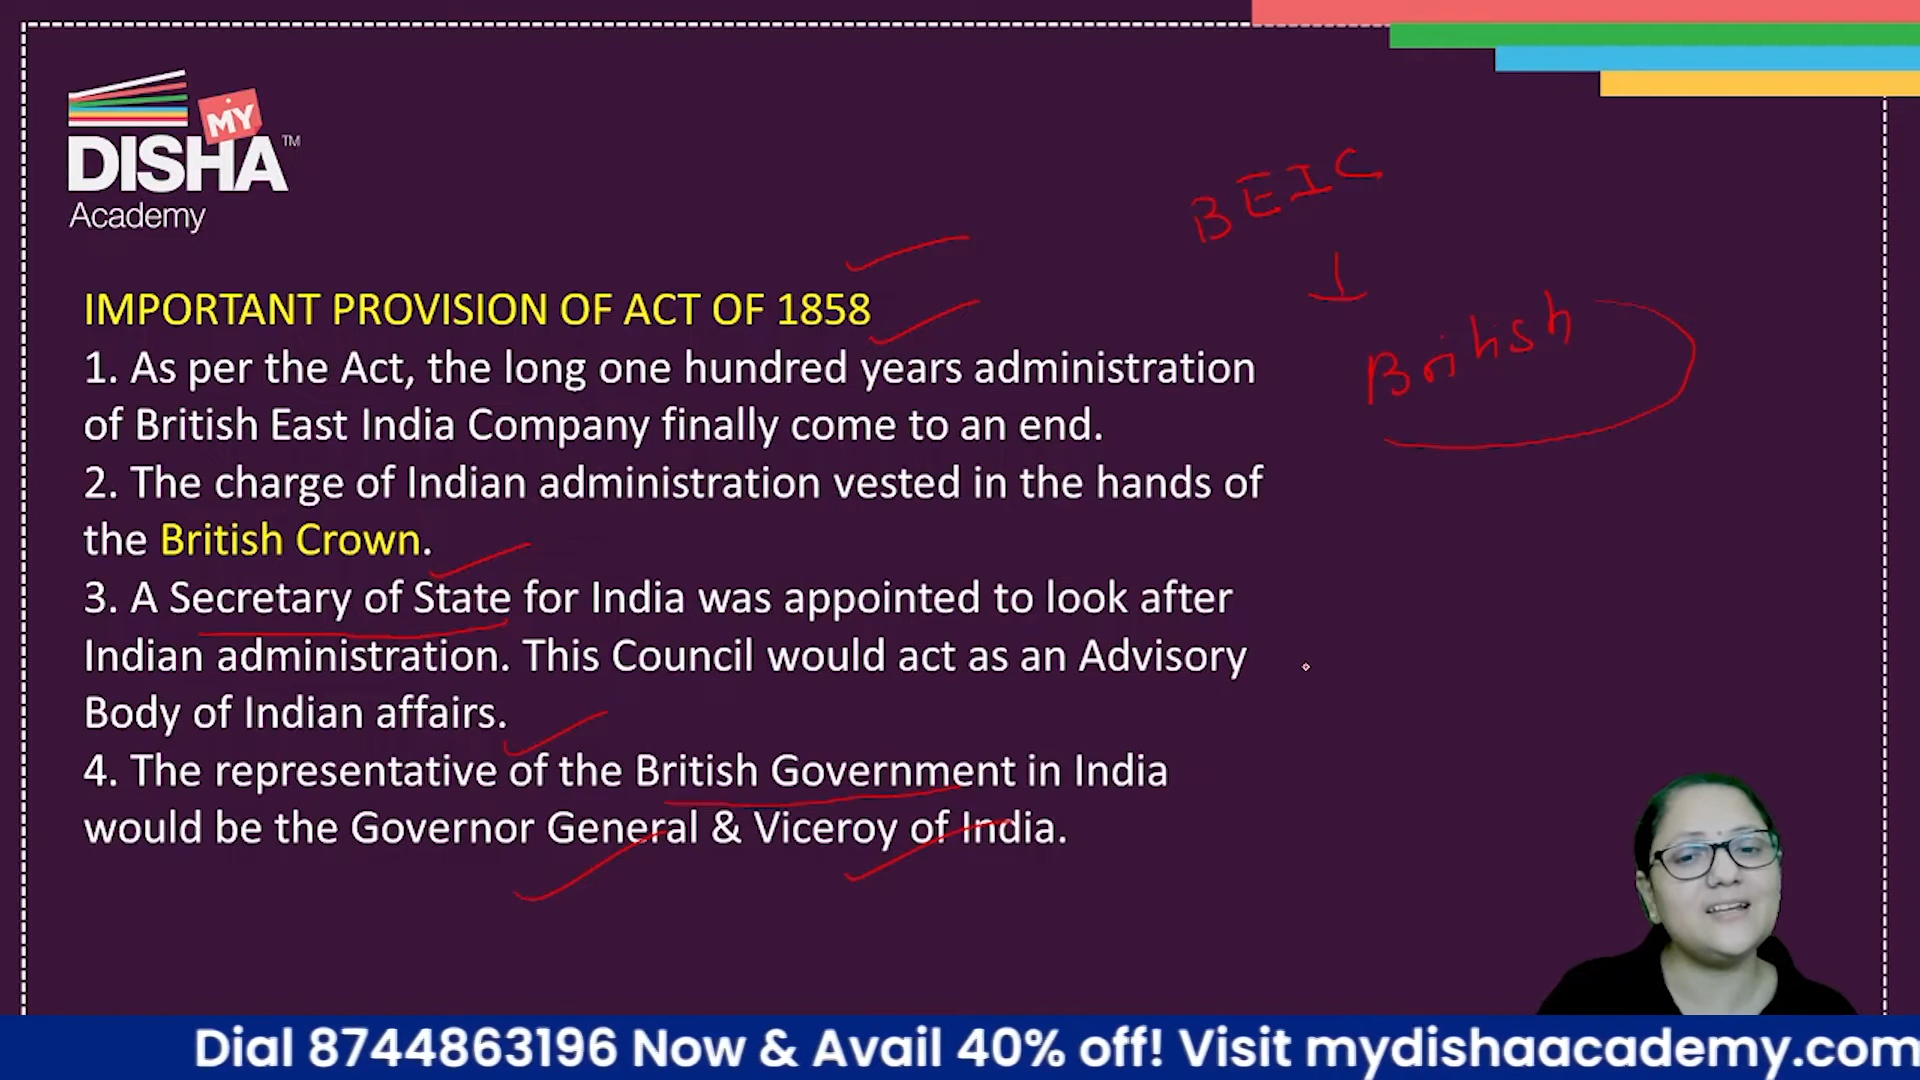 MY
DISHA™
Academy
BEIC
British
IMPORTANT PROVISION OF ACT OF 1858
1. As per the Act, the long one hundred years administration
of British East India Company finally come to an end.
2. The charge of Indian administration vested in the hands of
the British Crown.
3. A Secretary of State for India was appointed to look after
Indian administration. This Council would act as an Advisory
Body of Indian affairs.
4. The representative of the British Government in India
would be the Governor General & Viceroy of India.
Dial 8744863196 Now & Avail 40% off! Visit mydishaacademy.com